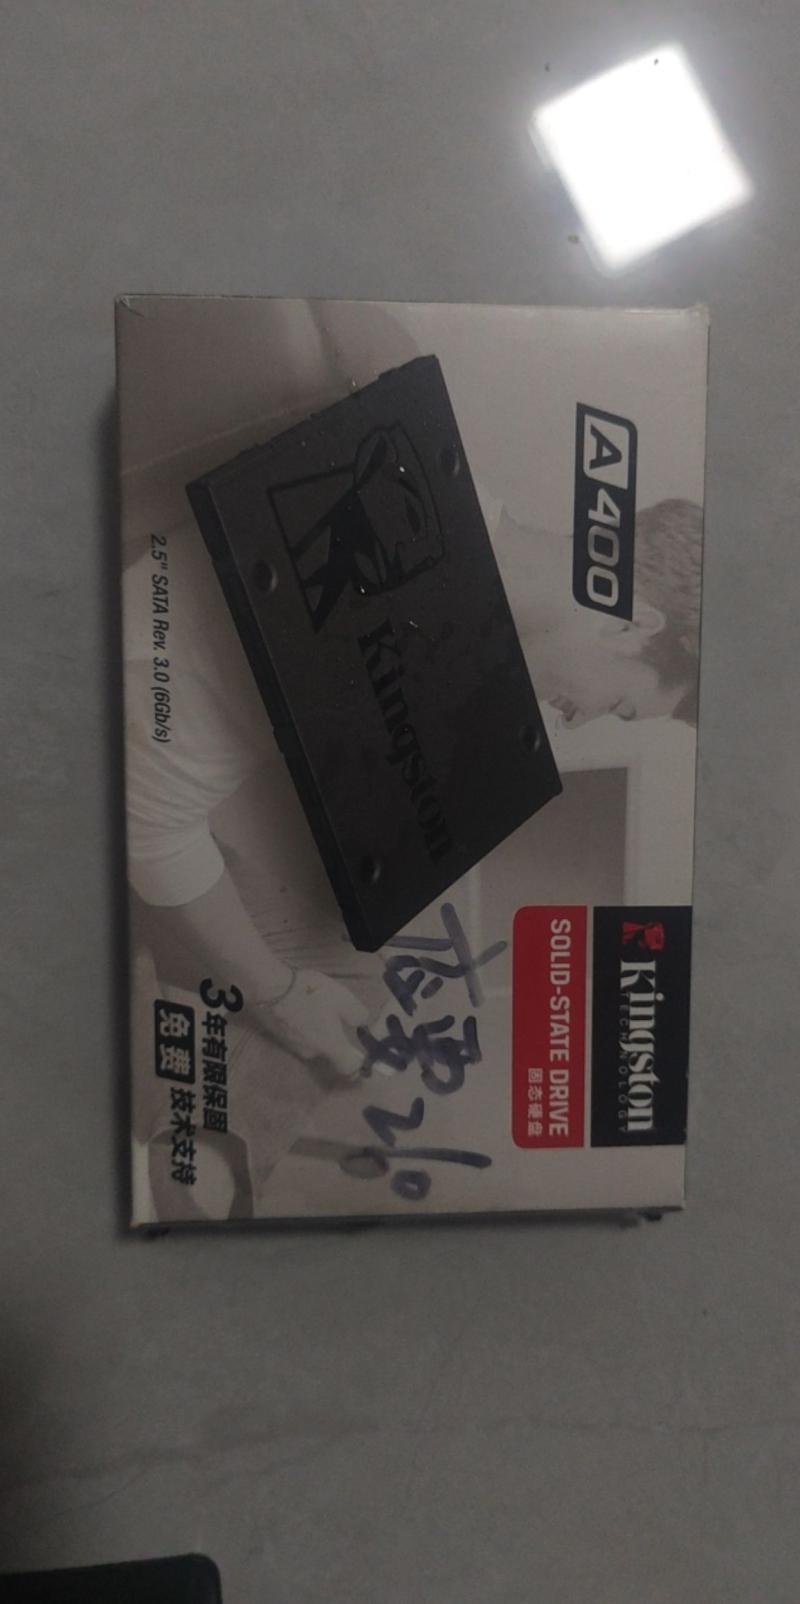 A400
Kingston
TECHNOLOGY
SOLID-STATE DRIVE
固态硬盘
Kingston
3年有限保固
免费 技术支持
2.5" SATA Rev. 3.0 (6Gb/s)